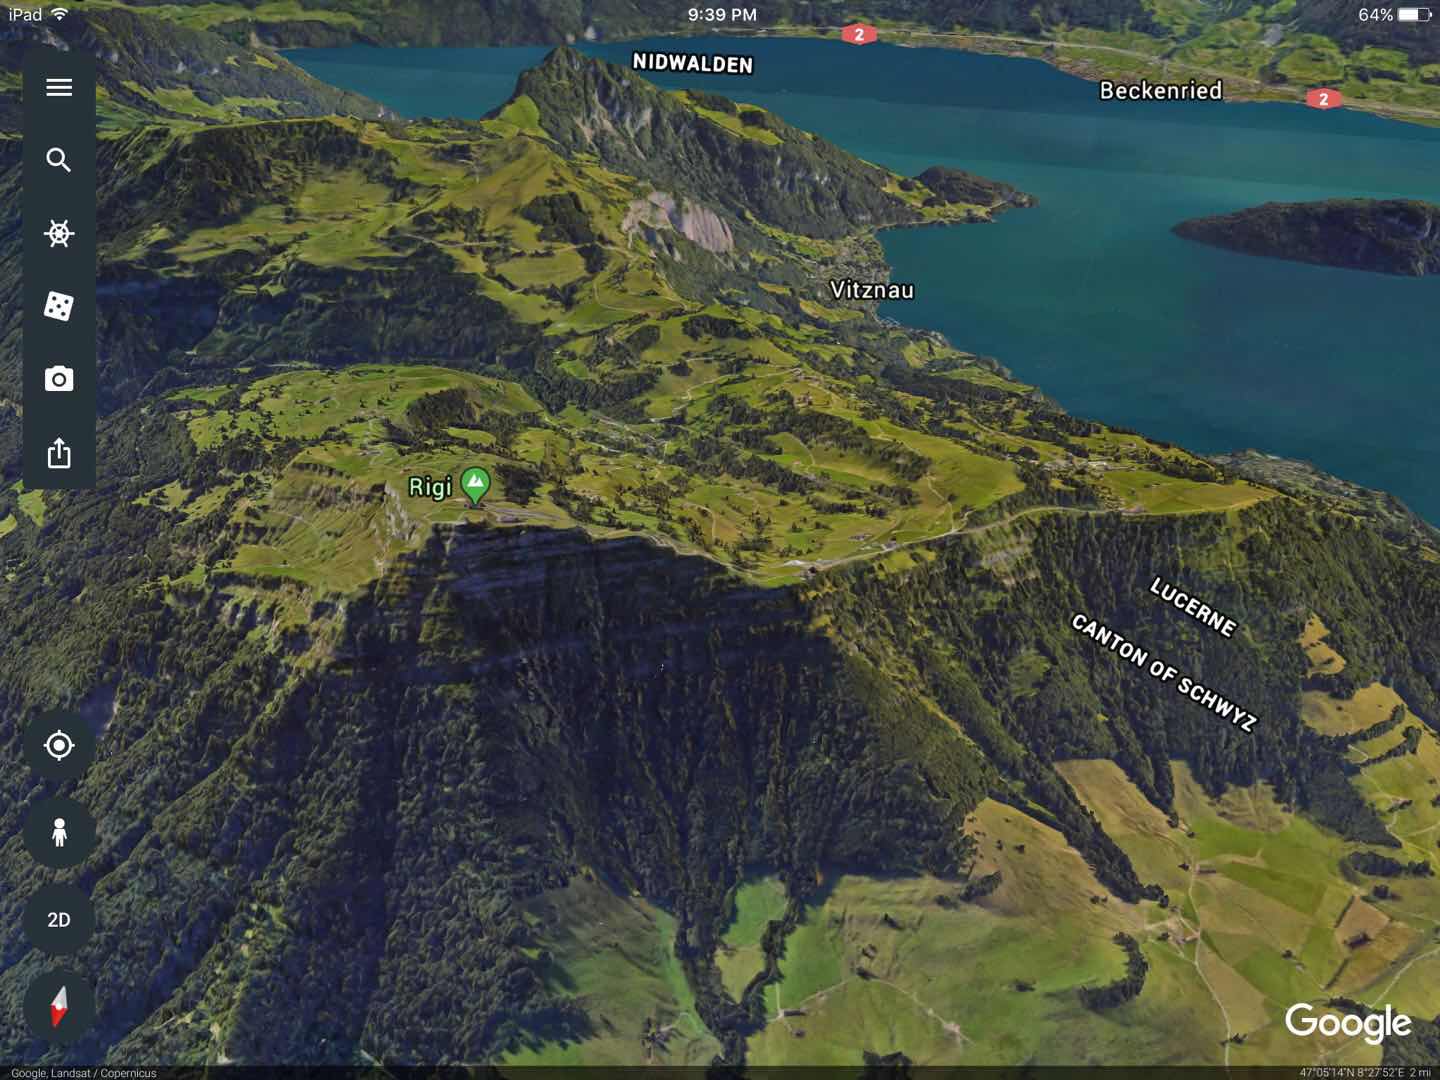 iPad
9:39 PM
64%
2
NIDWALDEN
Beckenried
2
Vitznau
Rigi
LUCERNE
CANTON OF SCHWYZ
2D
Google
Google, Landsat / Copernicus
47°05'14"N 8°27'52"E 2 mi